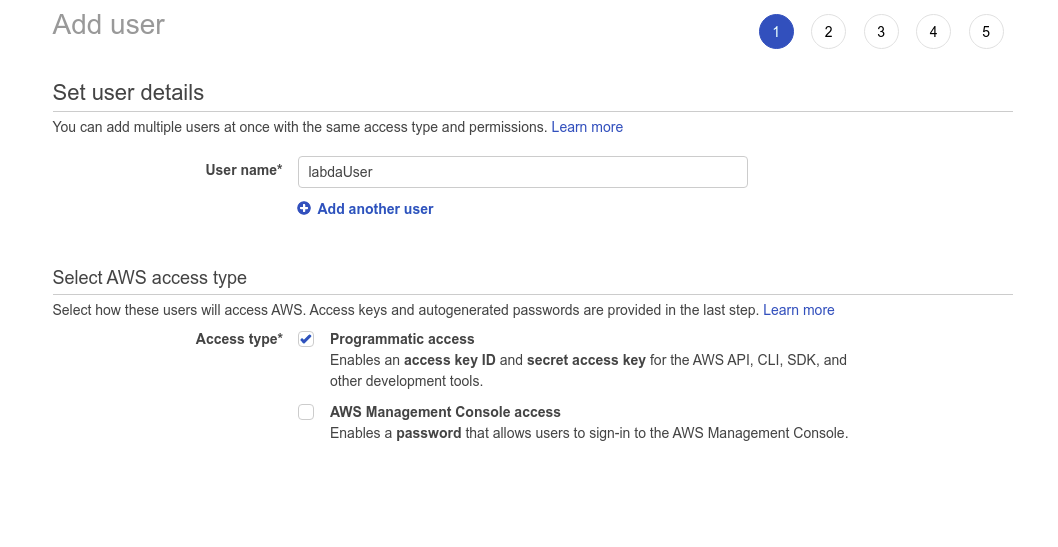 Add user
1 2 3 4 5
Set user details
You can add multiple users at once with the same access type and permissions. Learn more
User name* labdaUser
Add another user
Select AWS access type
Select how these users will access AWS. Access keys and autogenerated passwords are provided in the last step. Learn more
Access type* Programmatic access
Enables an access key ID and secret access key for the AWS API, CLI, SDK, and
other development tools.
AWS Management Console access
Enables a password that allows users to sign-in to the AWS Management Console.